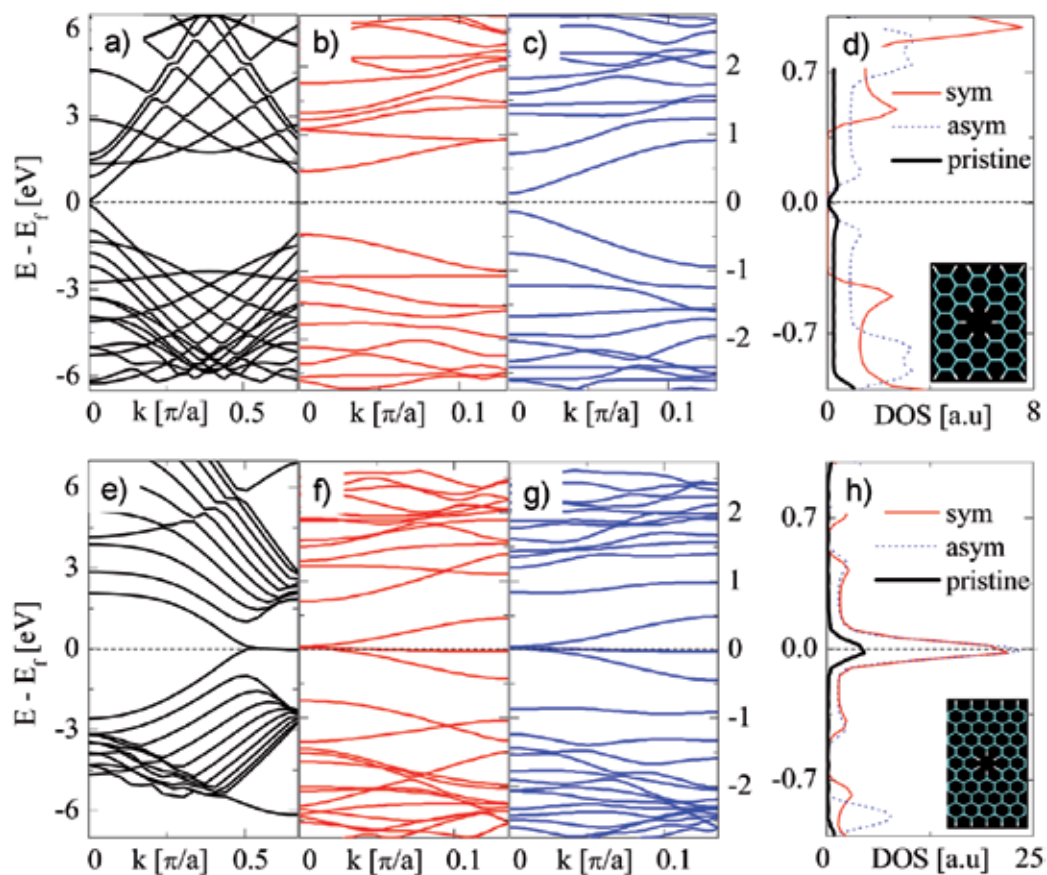 a)
b)
c)
d)
6
3
0
-3
-6
E - E_f [eV]
2
1
0
-1
-2
0.7
0.0
-0.7
sym
asym
pristine
0 0.5
k [π/a]
0 0.1
k [π/a]
0 0.1
k [π/a]
0 8
DOS [a.u]
e)
f)
g)
h)
6
3
0
-3
-6
E - E_f [eV]
2
1
0
-1
-2
0.7
0.0
-0.7
sym
asym
pristine
0 0.5
k [π/a]
0 0.1
k [π/a]
0 0.1
k [π/a]
0 25
DOS [a.u]